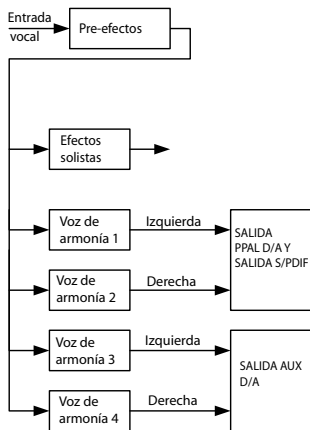 Entrada
vocal
Pre-efectos
Efectos
solistas
Voz de
armonía 1
Izquierda
Voz de
armonía 2
Derecha
SALIDA
PPAL D/A Y
SALIDA S/PDIF
Voz de
armonía 3
Izquierda
Voz de
armonía 4
Derecha
SALIDA AUX
D/A